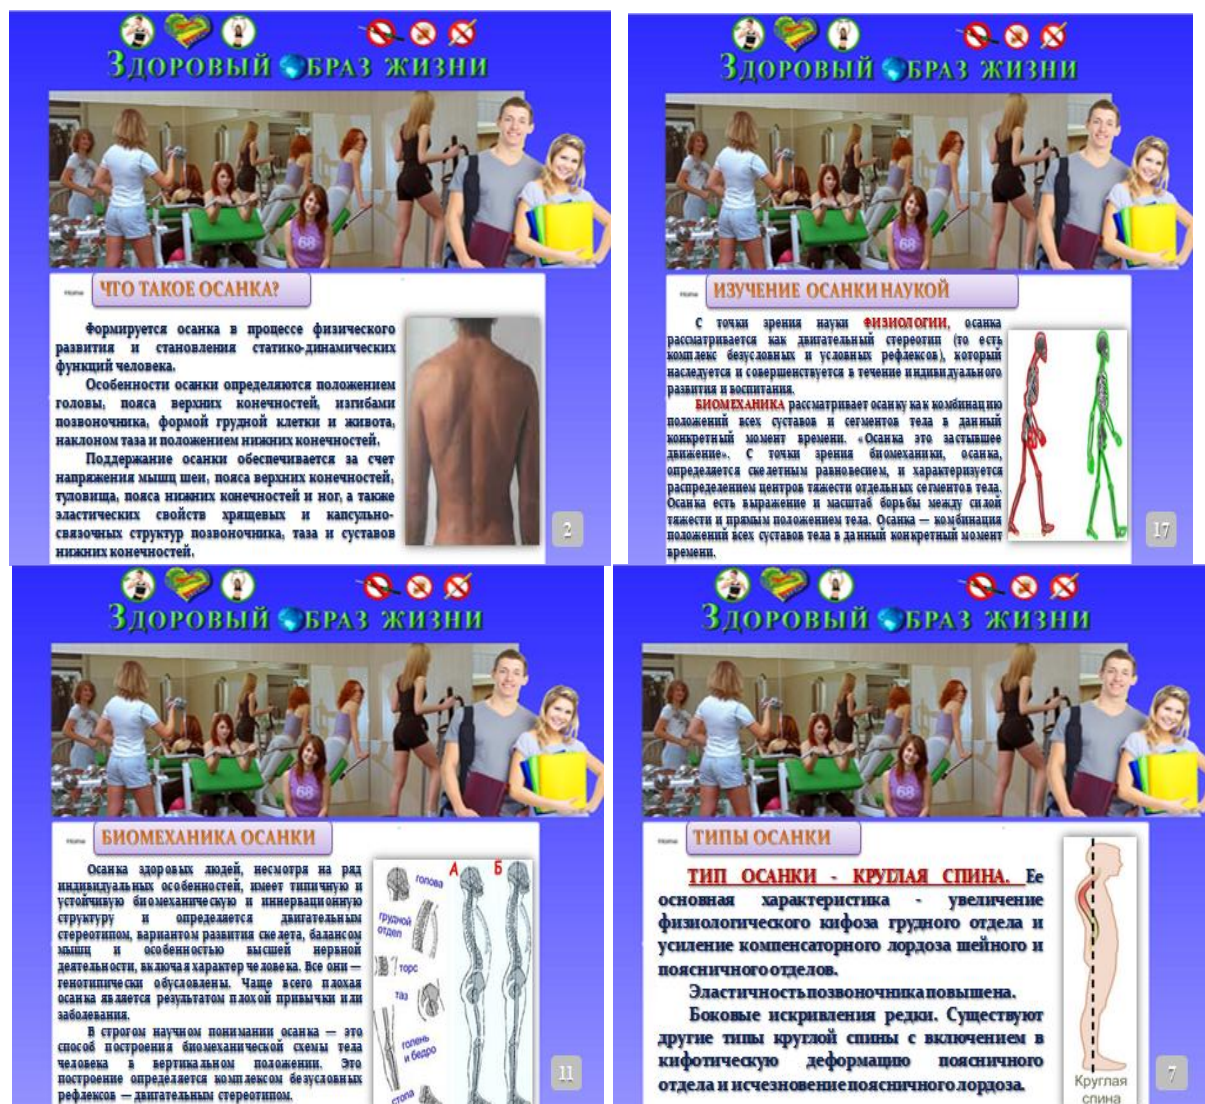 ЗДОРОВЫЙ ОБРАЗ ЖИЗНИ
68
Home
ЧТО ТАКОЕ ОСАНКА?
Формируется осанка в процессе физического
развития и становления статико-динамических
функций человека.
Особенности осанки определяются положением
головы, пояса верхних конечностей, изгибами
позвоночника, формой грудной клетки и живота,
наклоном таза и положением нижних конечностей.
Поддержание осанки обеспечивается за счет
напряжения мышц шеи, пояса верхних конечностей,
туловища, пояса нижних конечностей и ног, а также
эластических свойств хрящевых и капсульно-
связочных структур позвоночника, таза и суставов
нижних конечностей.
2
ЗДОРОВЫЙ ОБРАЗ ЖИЗНИ
68
Home
ИЗУЧЕНИЕ ОСАНКИ НАУКОЙ
С точки зрения науки ФИЗИОЛОГИИ, осанка
рассматривается как двигательный стереотип (то есть
комплекс безусловных и условных рефлексов), который
наследуется и совершенствуется в течение индивидуального
развития и воспитания.
БИОМЕХАНИКА рассматривает осанку как комбинацию
положений всех суставов и сегментов тела в данный
конкретный момент времени. «Осанка это застывшее
движение». С точки зрения биомеханики, осанка,
определяется скелетным равновесием, и характеризуется
распределением центров тяжести отдельных сегментов тела.
Осанка есть выражение и масштаб борьбы между силой
тяжести и прямым положением тела. Осанка — комбинация
положений всех суставов тела в данный конкретный момент
времени.
17
ЗДОРОВЫЙ ОБРАЗ ЖИЗНИ
68
Home
БИОМЕХАНИКА ОСАНКИ
Осанка здоровых людей, несмотря на ряд
индивидуальных особенностей, имеет типичную и
устойчивую биомеханическую и иннервационную
структуру и определяется двигательным
стереотипом, вариантом развития скелета, балансом
мышц и особенностью высшей нервной
деятельности, включая характер человека. Все они —
генотипически обусловлены. Чаще всего плохая
осанка является результатом плохой привычки или
заболевания.
В строгом научном понимании осанка — это
способ построения биомеханической схемы тела
человека в вертикальном положении. Это
построение определяется комплексом безусловных
рефлексов — двигательным стереотипом.
А Б
голова
грудной
отдел
торс
таз
голень
и бедро
стопа
11
ЗДОРОВЫЙ ОБРАЗ ЖИЗНИ
68
Home
ТИПЫ ОСАНКИ
ТИП ОСАНКИ - КРУГЛАЯ СПИНА. Ее
основная характеристика - увеличение
физиологического кифоза грудного отдела и
усиление компенсаторного лордоза шейного и
поясничного отделов.
Эластичность позвоночника повышена.
Боковые искривления редки. Существуют
другие типы круглой спины с включением в
кифотическую деформацию поясничного
отдела и исчезновение поясничного лордоза.
Круглая
спина
7